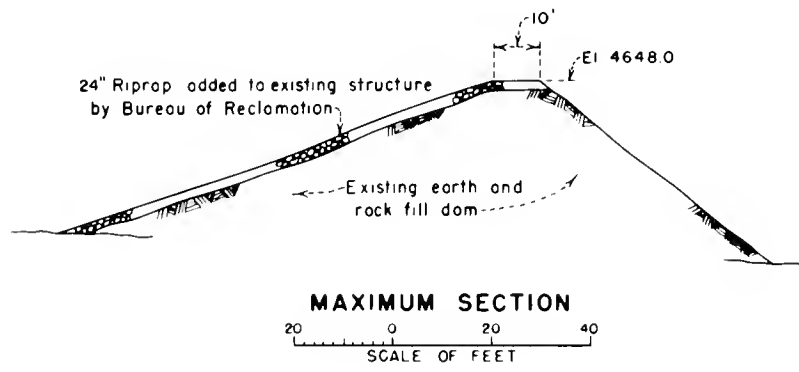 10'
El 4648.0
24" Riprap added to existing structure
by Bureau of Reclamation
Existing earth and
rock fill dam
MAXIMUM SECTION
20 0 20 40
SCALE OF FEET